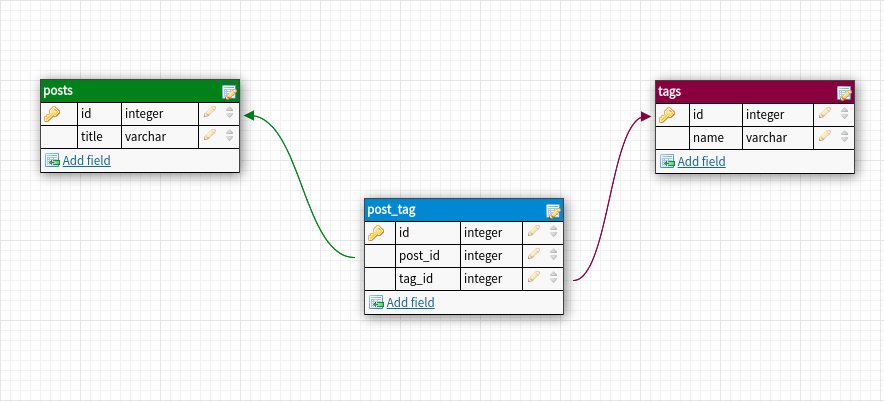 posts
id integer
title varchar
Add field
tags
id integer
name varchar
Add field
post_tag
id integer
post_id integer
tag_id integer
Add field